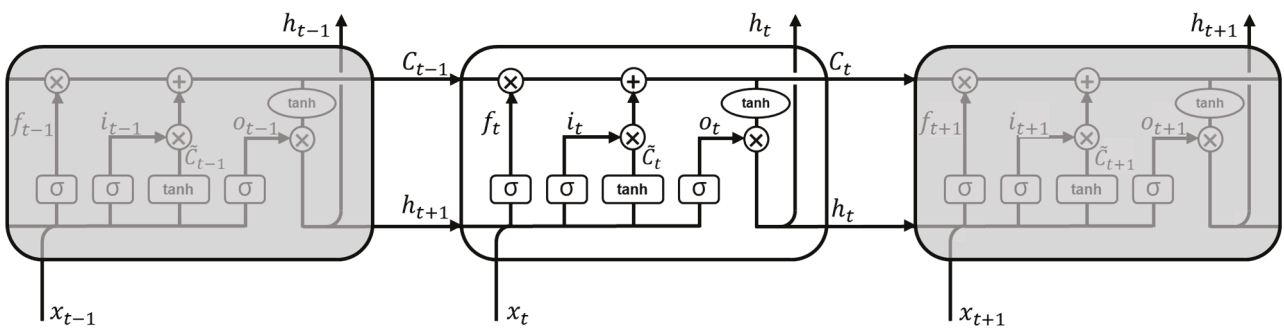 h_{t−1} h_t h_{t+1}
C_{t−1} C_t
× + tanh × + tanh × + tanh
f_{t−1} i_{t−1} × o_{t−1} × f_t i_t × o_t × f_{t+1} i_{t+1} × o_{t+1} ×
C̃_{t−1} C̃_t C̃_{t+1}
σ σ tanh σ σ σ tanh σ σ σ tanh σ
h_{t+1} h_t
x_{t−1} x_t x_{t+1}